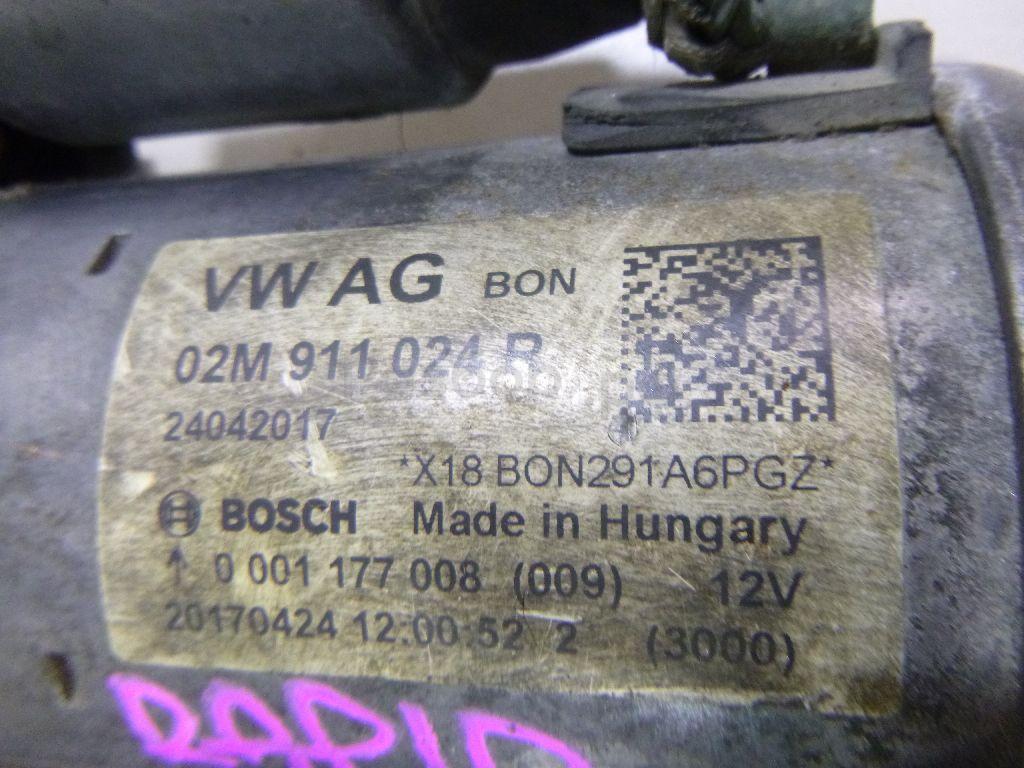 VW AG BON
02M 911 024 R
24042017
*X18 BON291A6PGZ*
BOSCH Made in Hungary
↑ 0 001 177 008 (009) 12V
20170424 12:00:52 2 (3000)